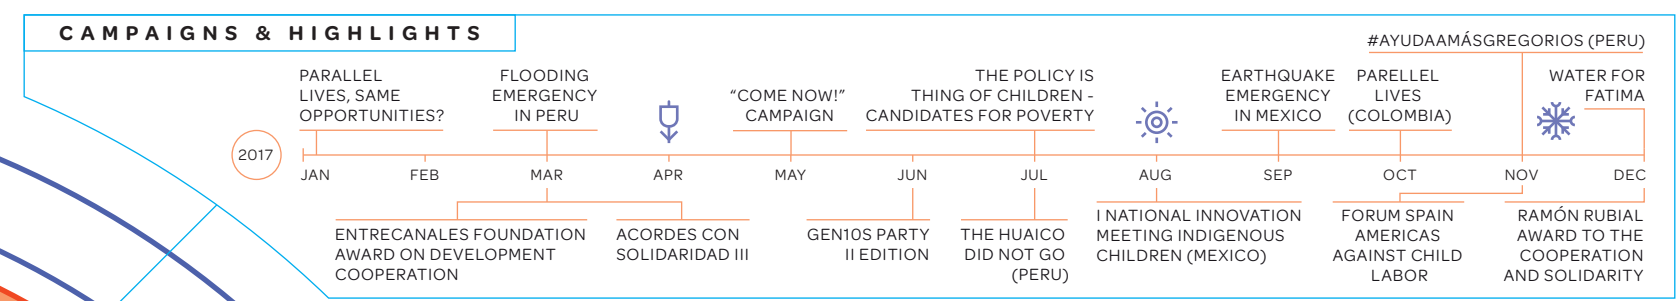 CAMPAIGNS & HIGHLIGHTS
#AYUDAAMÁSGREGORIOS (PERU)
PARALLEL
LIVES, SAME
OPPORTUNITIES?
FLOODING
EMERGENCY
IN PERU
“COME NOW!”
CAMPAIGN
THE POLICY IS
THING OF CHILDREN -
CANDIDATES FOR POVERTY
EARTHQUAKE
EMERGENCY
IN MEXICO
PARELLEL
LIVES
(COLOMBIA)
WATER FOR
FATIMA
2017
JAN FEB MAR APR MAY JUN JUL AUG SEP OCT NOV DEC
ENTRECANALES FOUNDATION
AWARD ON DEVELOPMENT
COOPERATION
ACORDES CON
SOLIDARIDAD III
GEN10S PARTY
II EDITION
THE HUAICO
DID NOT GO
(PERU)
I NATIONAL INNOVATION
MEETING INDIGENOUS
CHILDREN (MEXICO)
FORUM SPAIN
AMERICAS
AGAINST CHILD
LABOR
RAMÓN RUBIAL
AWARD TO THE
COOPERATION
AND SOLIDARITY